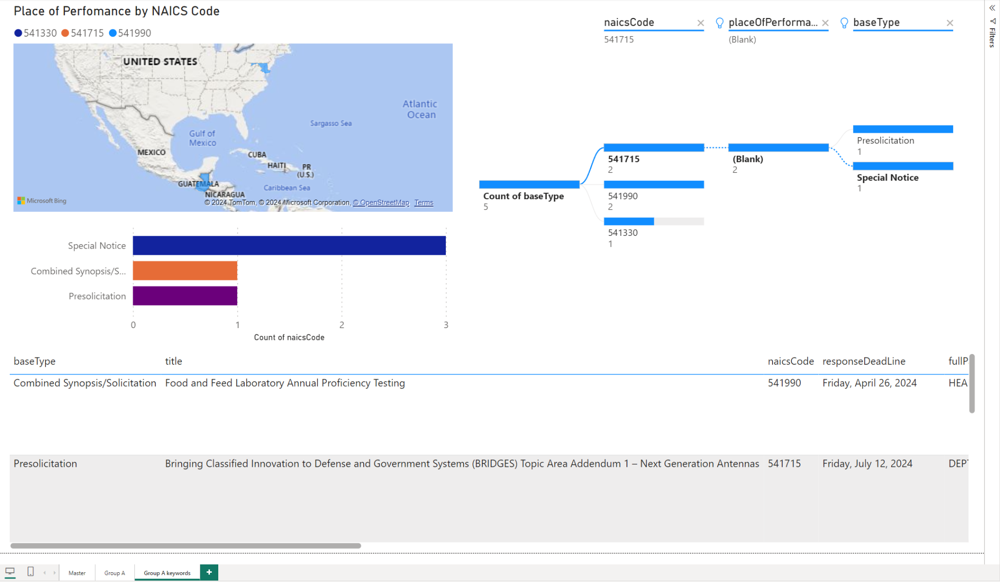 Place of Perfomance by NAICS Code
541330 541715 541990
UNITED STATES
Atlantic
Ocean
Sargasso Sea
Gulf of
Mexico
MEXICO
CUBA
HAITI
PR
(U.S.)
GUATEMALA
Caribbean Sea
NICARAGUA
Microsoft Bing
© 2024 TomTom, © 2024 Microsoft Corporation, © OpenStreetMap Terms
naicsCode
541715
placeOfPerforma...
(Blank)
baseType
Count of baseType
5
541715
2
541990
2
541330
1
(Blank)
2
Presolicitation
1
Special Notice
1
Special Notice
Combined Synopsis/S...
Presolicitation
0 1 2 3
Count of naicsCode
baseType title naicsCode responseDeadLine fullP
Combined Synopsis/Solicitation Food and Feed Laboratory Annual Proficiency Testing 541990 Friday, April 26, 2024 HEA
Presolicitation Bringing Classified Innovation to Defense and Government Systems (BRIDGES) Topic Area Addendum 1 – Next Generation Antennas 541715 Friday, July 12, 2024 DEP
Filters
Master Group A Group A keywords +